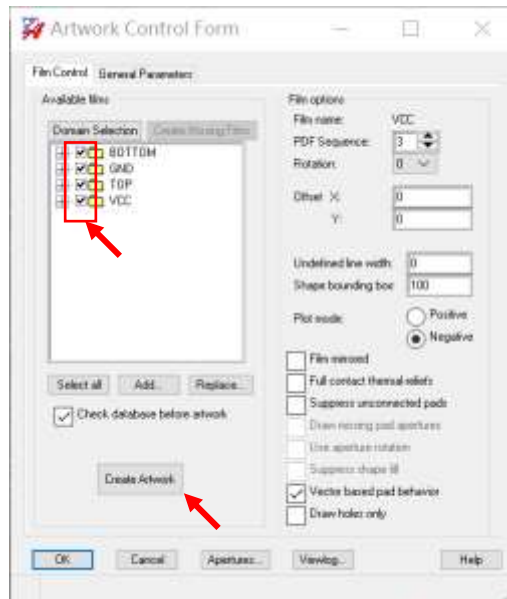 Artwork Control Form
Film Control
General Parameters
Available films
Domain Selection
Create Missing Films
BOTTOM
GND
TOP
VCC
Select all
Add..
Replace..
Check database before artwork
Create Artwork
Film options
Film name: VCC
PDF Sequence: 3
Rotation: 0
Offset X: 0
Y: 0
Undefined line width: 0
Shape bounding box: 100
Plot mode: Positive
Negative
Film mirrored
Full contact thermal-reliefs
Suppress unconnected pads
Draw missing pad apertures
Use aperture rotation
Suppress shape fill
Vector based pad behavior
Draw holes only
OK
Cancel
Apertures..
Viewlog..
Help